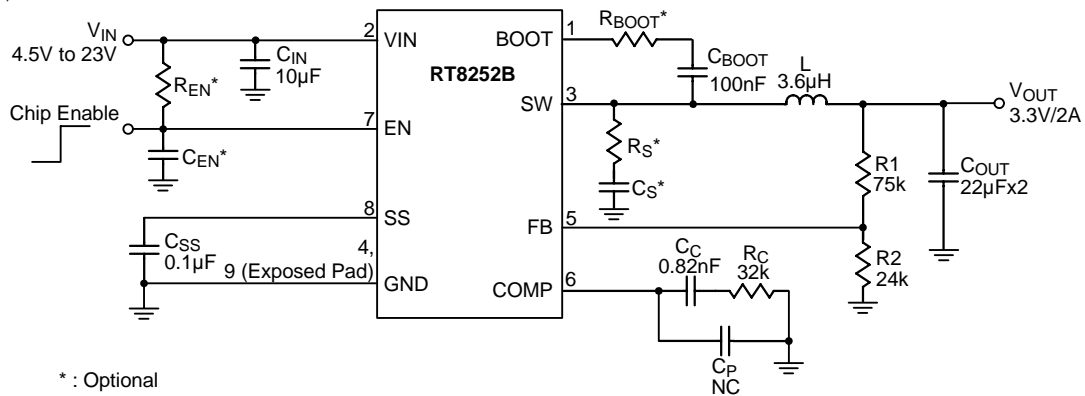 VIN
4.5V to 23V
REN*
Chip Enable
CEN*
CIN
10µF
2
VIN
7
EN
8
SS
4,
9 (Exposed Pad)
GND
CSS
0.1µF
RT8252B
BOOT
1
RBOOT*
CBOOT
100nF
SW
3
L
3.6µH
VOUT
3.3V/2A
RS*
CS*
R1
75k
COUT
22µFx2
FB
5
R2
24k
COMP
6
CC
0.82nF
RC
32k
CP
NC
* : Optional